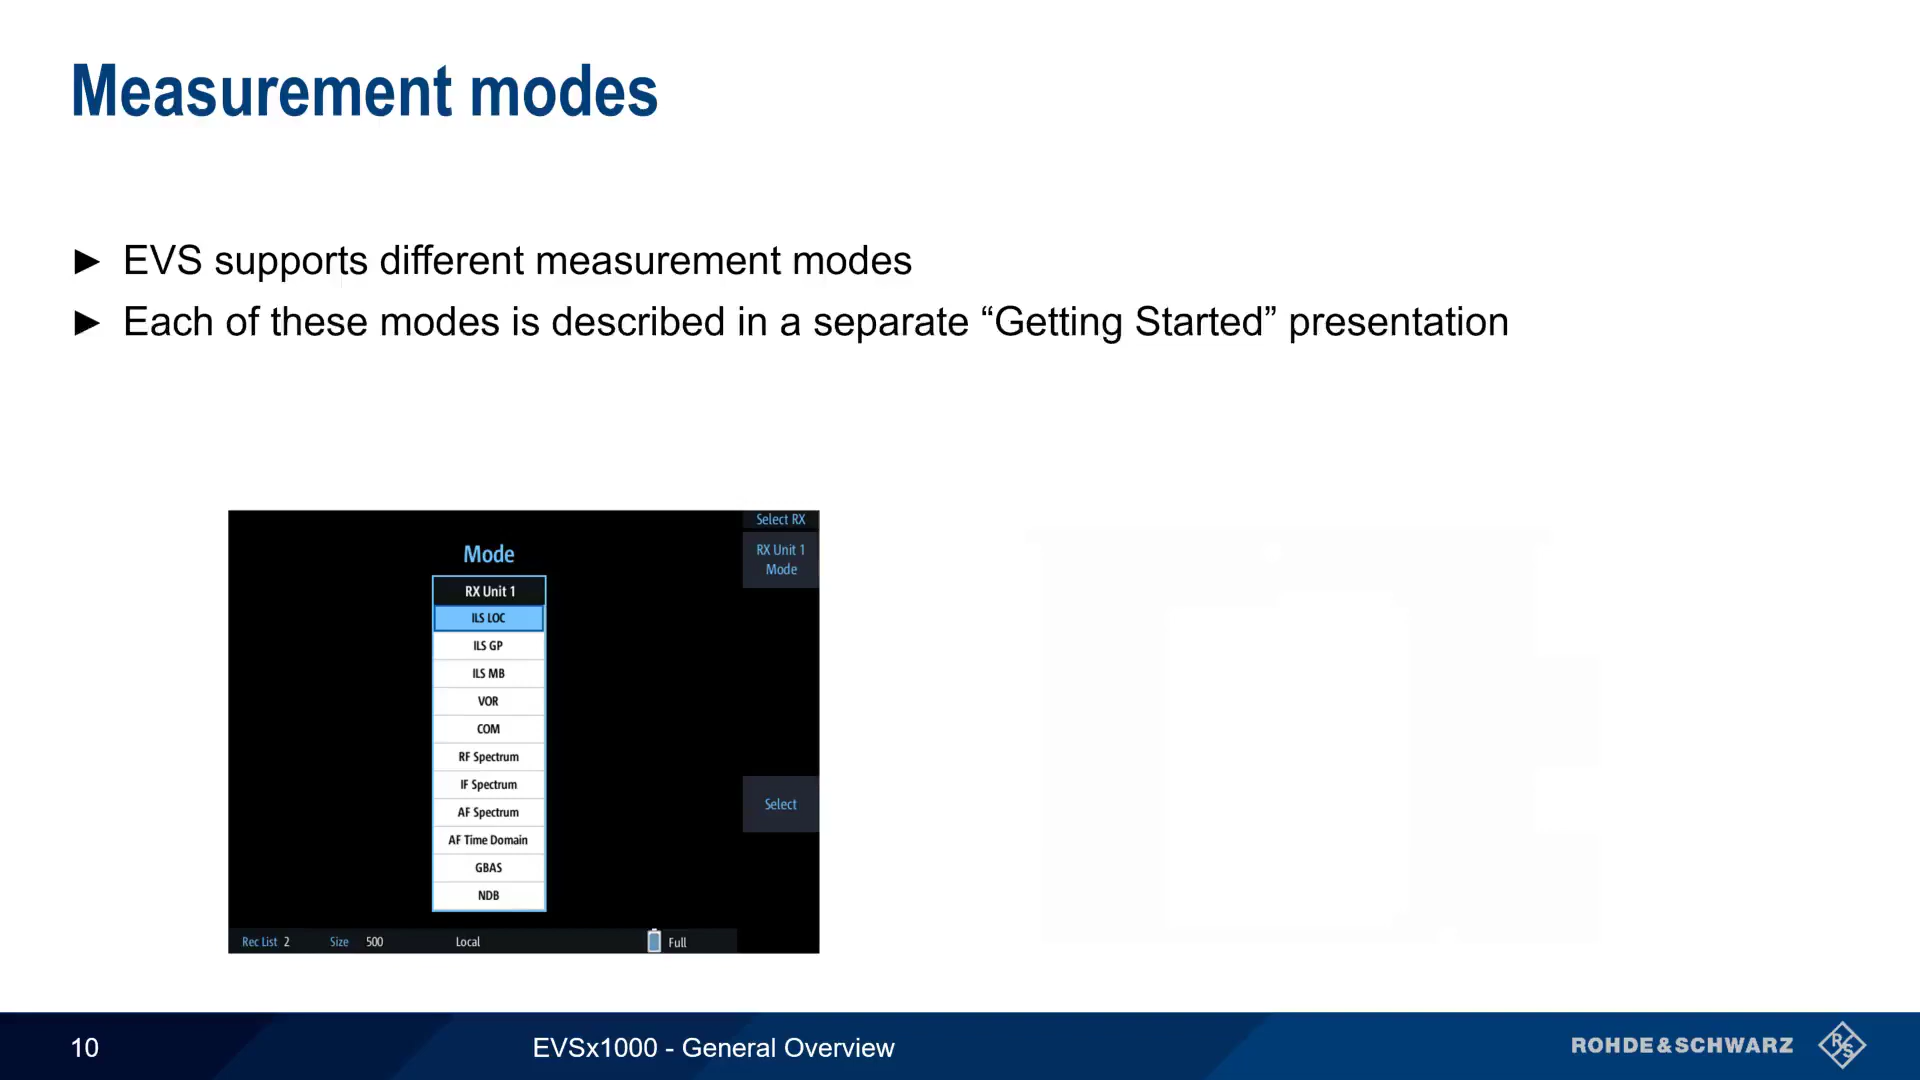 Measurement modes
► EVS supports different measurement modes
► Each of these modes is described in a separate “Getting Started” presentation
Select RX
RX Unit 1
Mode
Mode
RX Unit 1
ILS LOC
ILS GP
ILS MB
VOR
COM
RF Spectrum
IF Spectrum
AF Spectrum
AF Time Domain
GBAS
NDB
Select
Rec List 2 Size 500 Local Full
10 EVSx1000 - General Overview ROHDE&SCHWARZ RS